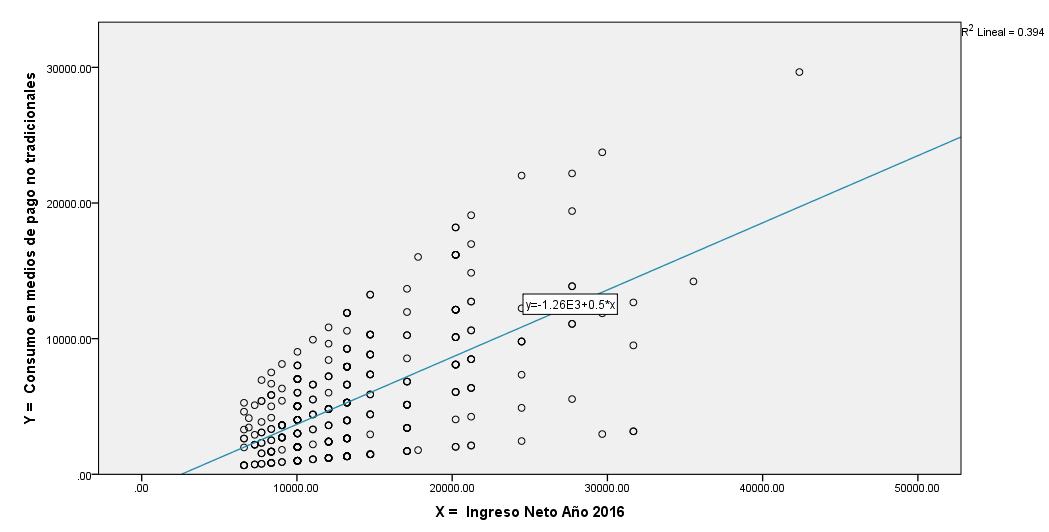 R2 Lineal = 0.394
Y = Consumo en medios de pago no tradicionales
30000.00
20000.00
10000.00
.00
y=-1.26E3+0.5*x
.00
10000.00
20000.00
30000.00
40000.00
50000.00
X = Ingreso Neto Año 2016